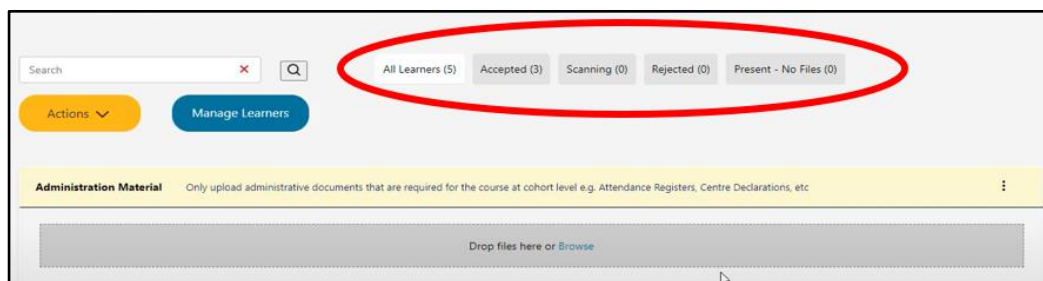 Search
All Learners (5) Accepted (3) Scanning (0) Rejected (0) Present - No Files (0)
Actions Manage Learners
Administration Material Only upload administrative documents that are required for the course at cohort level e.g. Attendance Registers, Centre Declarations, etc
Drop files here or Browse